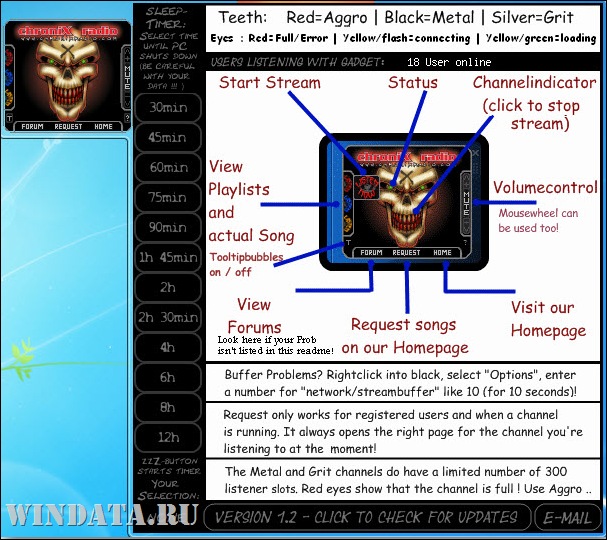 chroniX radio
FORUM REQUEST HOME
?
SLEEP-
TIMER:
SELECT TIME
UNTIL PC
SHUTS DOWN
(BE CAREFUL
WITH YOUR
DATA !!! )
30min
45min
60min
75min
90min
1h 45min
2h
2h 30min
4h
6h
8h
12h
ZZZ-BUTTON
STARTS TIMER
YOUR
SELECTION:
Teeth: Red=Aggro | Black=Metal | Silver=Grit
Eyes : Red=Full/Error | Yellow/flash=connecting | Yellow/green=loading
USERS LISTENING WITH GADGET: 18 User online
Start Stream
Status
Channelindicator
(click to stop
stream)
View
Playlists
and
actual Song
Tooltipbubbles
on / off
chroniX radio
MUTE
T
FORUM REQUEST HOME
?
Volumecontrol
Mousewheel can
be used too!
View
Forums
Request songs
on our Homepage
Visit our
Homepage
Look here if your Prob
isn't listed in this readme!
Buffer Problems? Rightclick into black, select "Options", enter
a number for "network/streambuffer" like 10 (for 10 seconds)!
Request only works for registered users and when a channel
is running. It always opens the right page for the channel you're
listening to at the moment!
The Metal and Grit channels do have a limited number of 300
listener slots. Red eyes show that the channel is full ! Use Aggro ..
WINDATA.RU
VERSION 1.2 - CLICK TO CHECK FOR UPDATES
E-MAIL